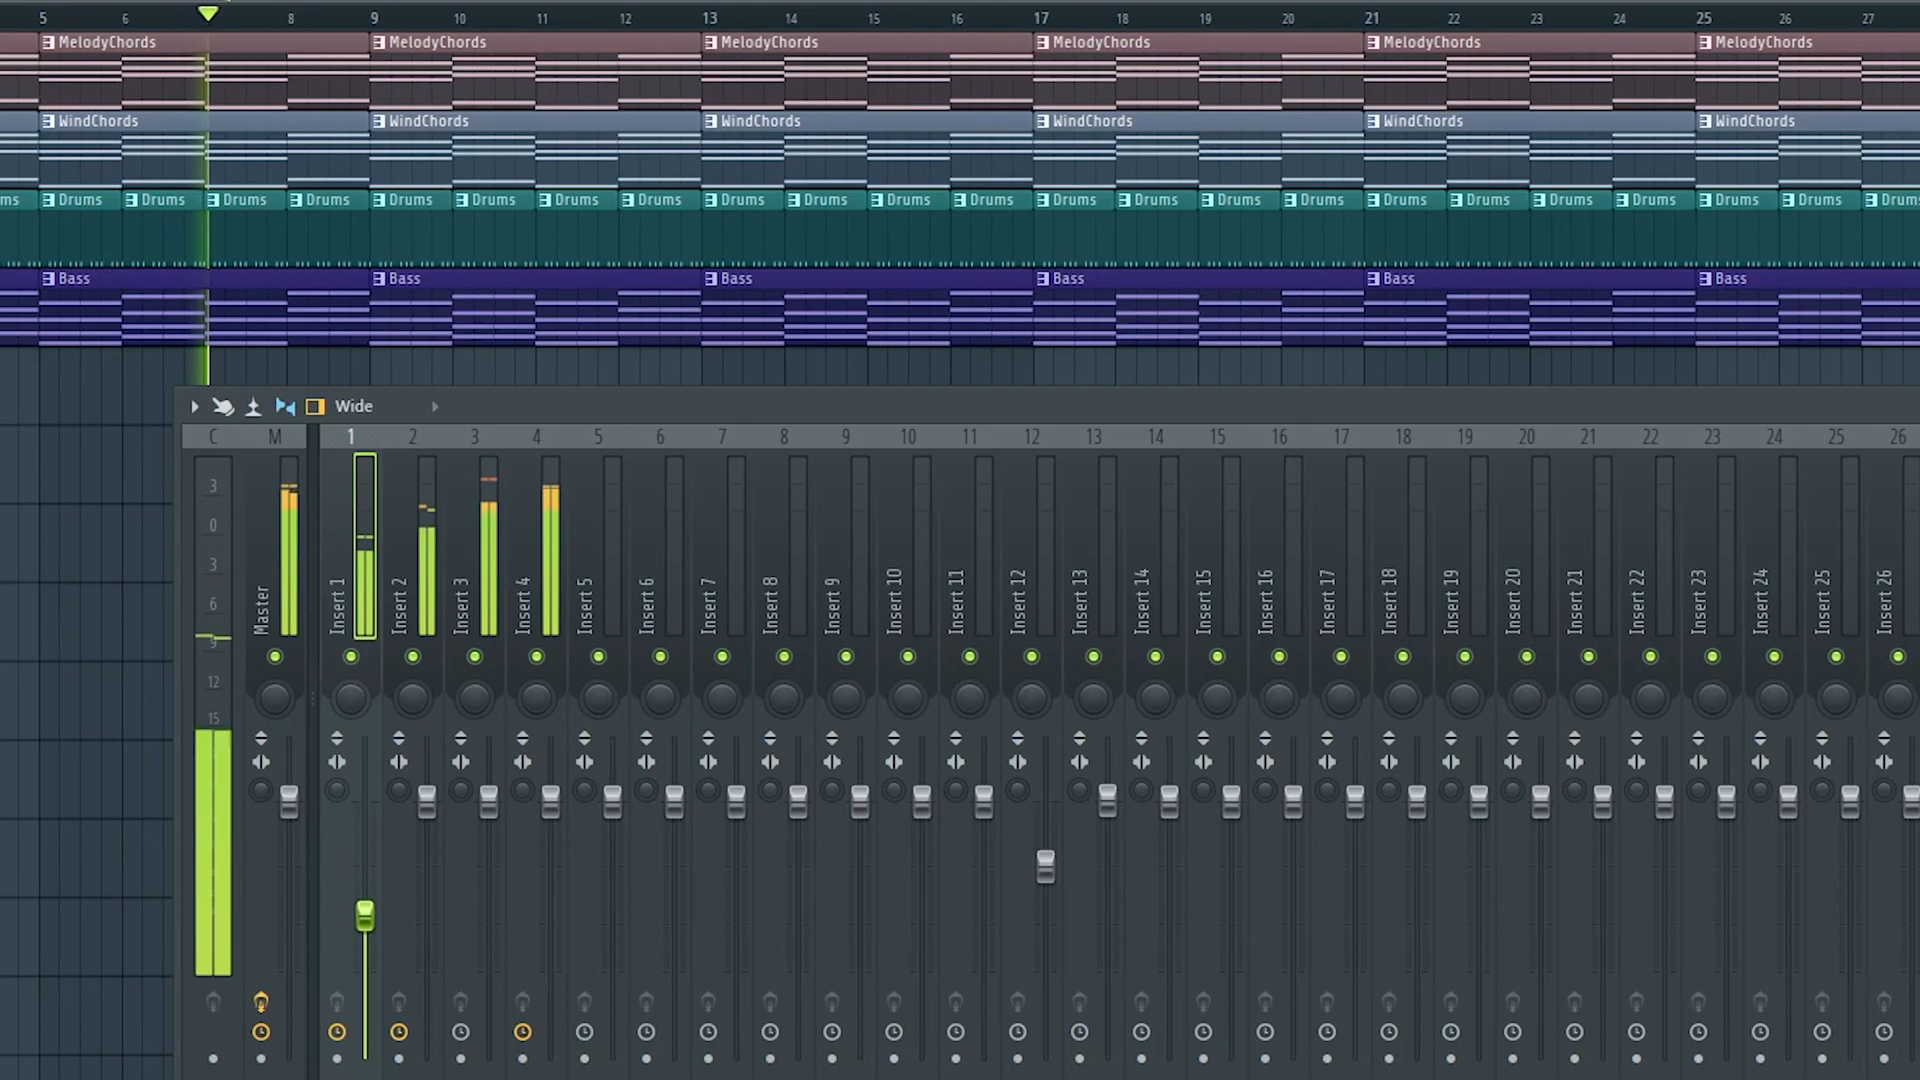 5 6 8 9 10 11 12 13 14 15 16 17 18 19 20 21 22 23 24 25 26 27
MelodyChords MelodyChords MelodyChords MelodyChords MelodyChords MelodyChords
WindChords WindChords WindChords WindChords WindChords WindChords
ms Drums Drums Drums Drums Drums Drums Drums Drums Drums Drums Drums Drums Drums Drums Drums Drums Drums Drums Drums Drums Drums Drums Drums
Bass Bass Bass Bass Bass Bass
Wide
C M 1 2 3 4 5 6 7 8 9 10 11 12 13 14 15 16 17 18 19 20 21 22 23 24 25 26
3
0
3
6
9
12
15
Master
Insert 1
Insert 2
Insert 3
Insert 4
Insert 5
Insert 6
Insert 7
Insert 8
Insert 9
Insert 10
Insert 11
Insert 12
Insert 13
Insert 14
Insert 15
Insert 16
Insert 17
Insert 18
Insert 19
Insert 20
Insert 21
Insert 22
Insert 23
Insert 24
Insert 25
Insert 26